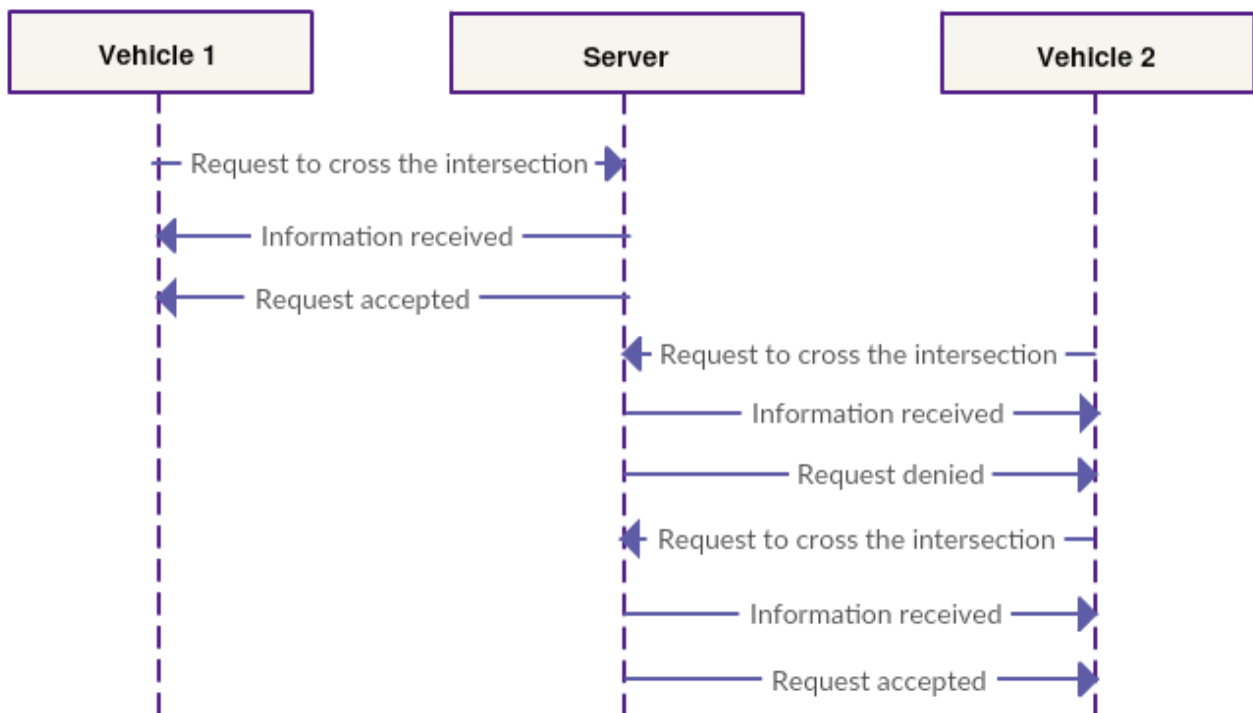 Vehicle 1
Server
Vehicle 2
Request to cross the intersection
Information received
Request accepted
Request to cross the intersection
Information received
Request denied
Request to cross the intersection
Information received
Request accepted